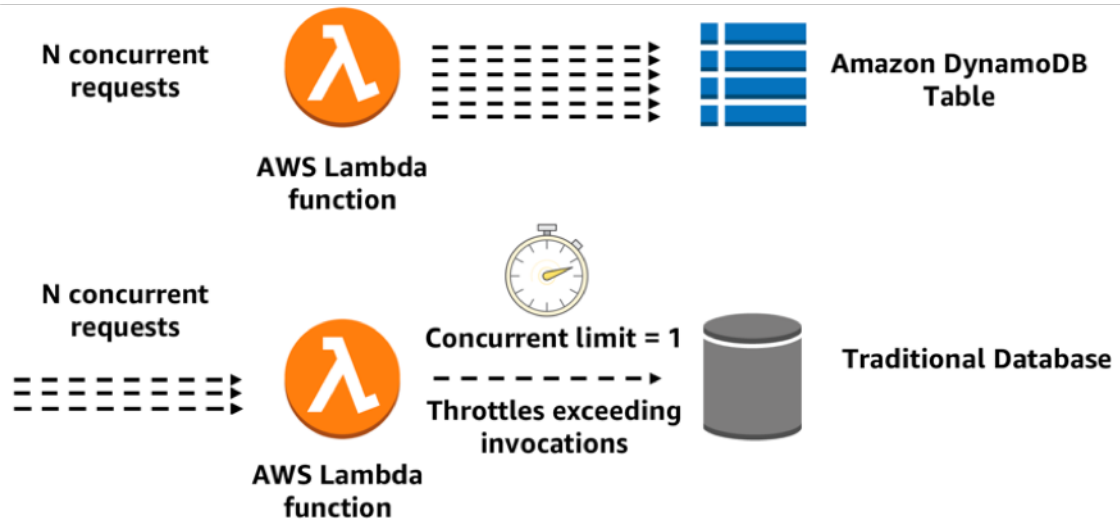 N concurrent
requests
AWS Lambda
function
Amazon DynamoDB
Table
N concurrent
requests
AWS Lambda
function
Concurrent limit = 1
Throttles exceeding
invocations
Traditional Database